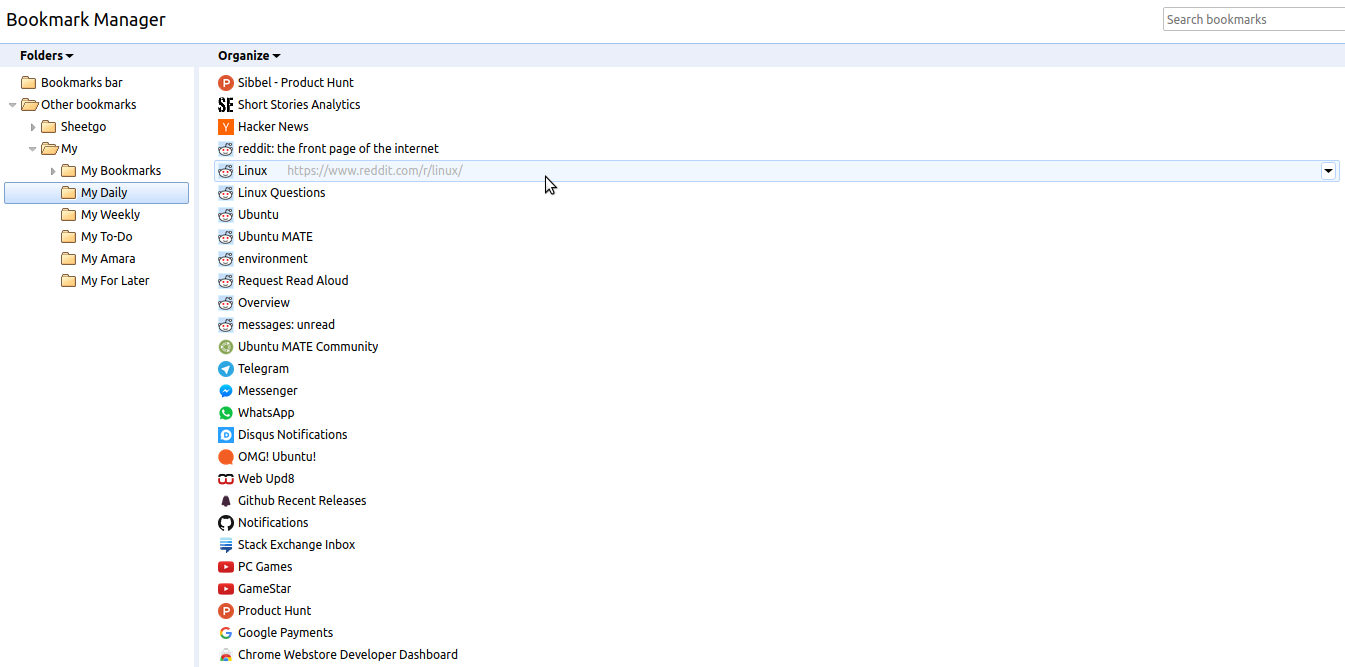 Bookmark Manager
Search bookmarks
Folders
Organize
Bookmarks bar
Other bookmarks
Sheetgo
My
My Bookmarks
My Daily
My Weekly
My To-Do
My Amara
My For Later
Sibbel - Product Hunt
Short Stories Analytics
Hacker News
reddit: the front page of the internet
Linux https://www.reddit.com/r/linux/
Linux Questions
Ubuntu
Ubuntu MATE
environment
Request Read Aloud
Overview
messages: unread
Ubuntu MATE Community
Telegram
Messenger
WhatsApp
Disqus Notifications
OMG! Ubuntu!
Web Upd8
Github Recent Releases
Notifications
Stack Exchange Inbox
PC Games
GameStar
Product Hunt
Google Payments
Chrome Webstore Developer Dashboard